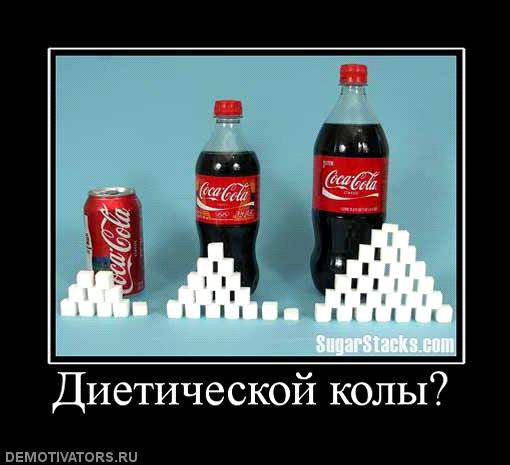 Coca-Cola
Coca-Cola
Coca-Cola
SugarStacks.com
Диетической колы?
DEMOTIVATORS.RU